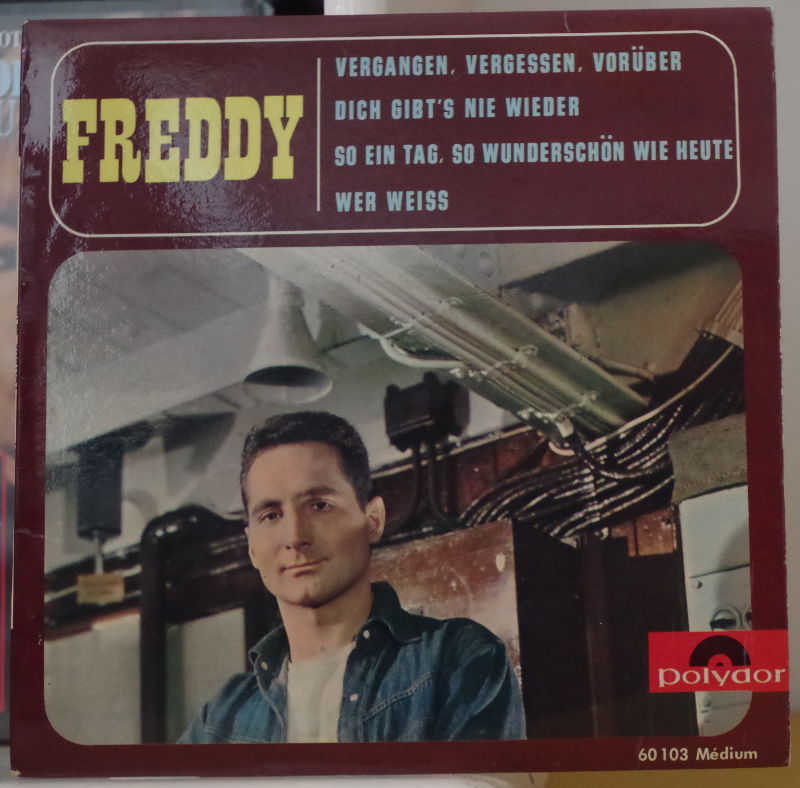 FREDDY
VERGANGEN, VERGESSEN, VORÜBER
DICH GIBT'S NIE WIEDER
SO EIN TAG, SO WUNDERSCHÖN WIE HEUTE
WER WEISS
polydor
60 103 Médium